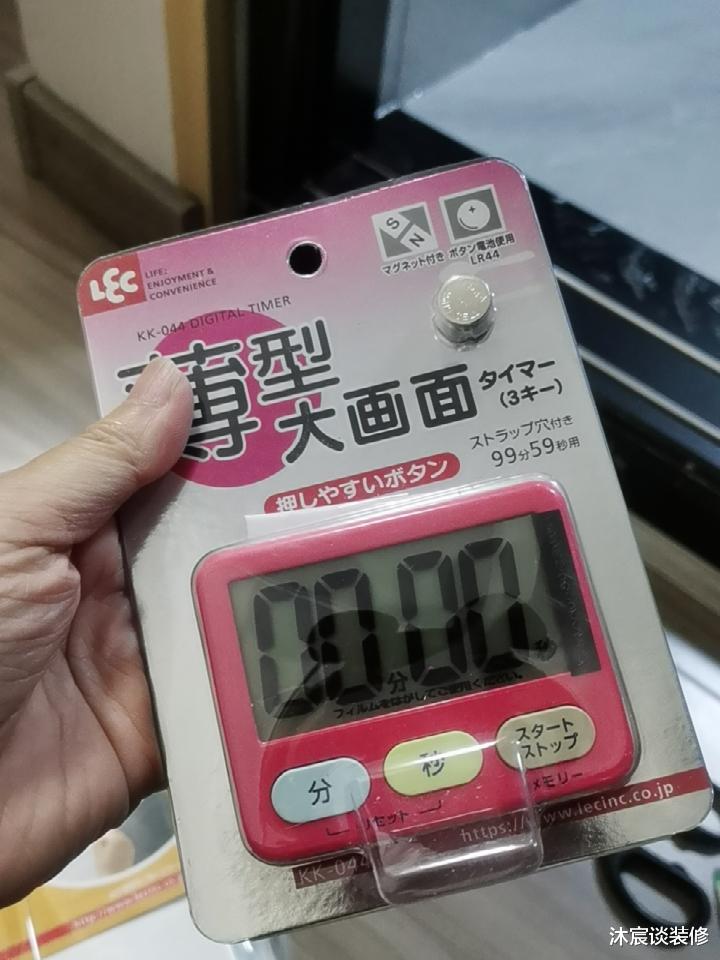 LEC
LIFE:
ENJOYMENT &
CONVENIENCE
S
N
マグネット付き
ボタン電池使用
LR44
KK-044 DIGITAL TIMER
薄型
大画面
タイマー
(3キー)
ストラップ穴付き
99分59秒用
押しやすいボタン
00 00
分
秒
フィルムをはがしてご使用ください。
分
秒
スタート
ストップ
リセット
メモリー
https://www.lecinc.co.jp
KK-044
沐宸谈装修